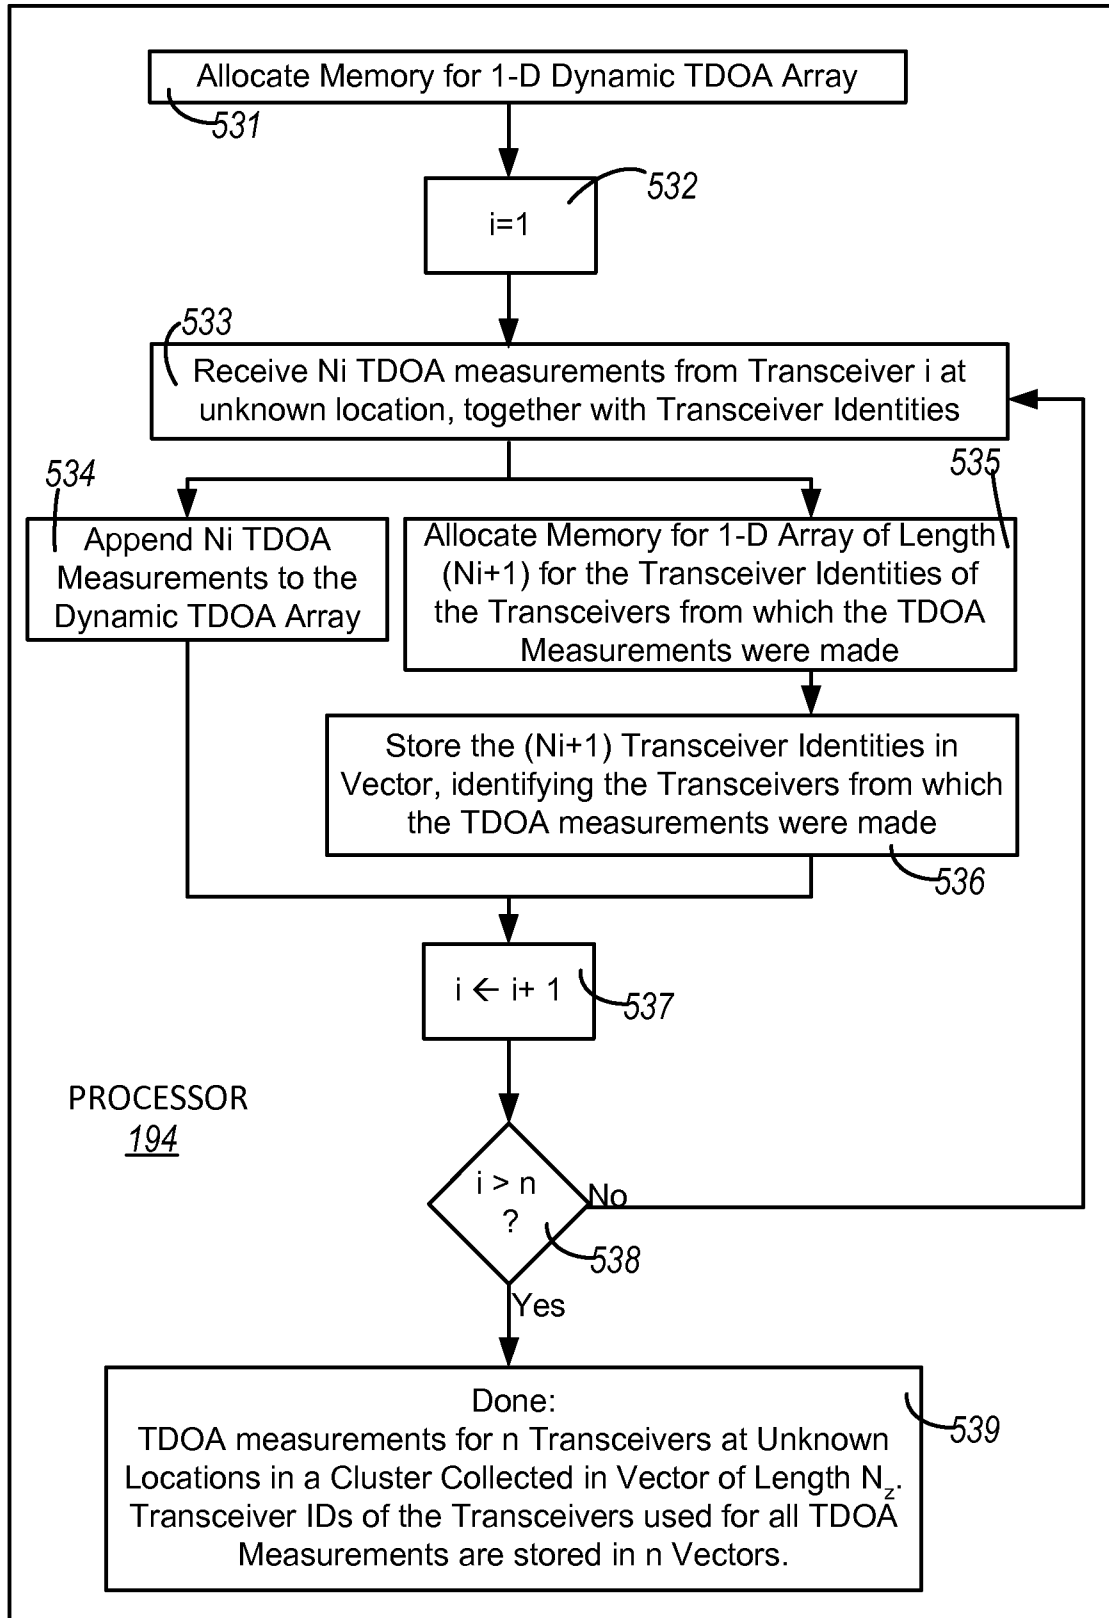 Allocate Memory for 1-D Dynamic TDOA Array
531
532
i=1
533
Receive Ni TDOA measurements from Transceiver i at
unknown location, together with Transceiver Identities
534
535
Append Ni TDOA
Measurements to the
Dynamic TDOA Array
Allocate Memory for 1-D Array of Length
(Ni+1) for the Transceiver Identities of
the Transceivers from which the TDOA
Measurements were made
Store the (Ni+1) Transceiver Identities in
Vector, identifying the Transceivers from which
the TDOA measurements were made
536
i ← i+ 1
537
PROCESSOR
194
i > n
?
No
538
Yes
Done:
539
TDOA measurements for n Transceivers at Unknown
Locations in a Cluster Collected in Vector of Length N_z.
Transceiver IDs of the Transceivers used for all TDOA
Measurements are stored in n Vectors.